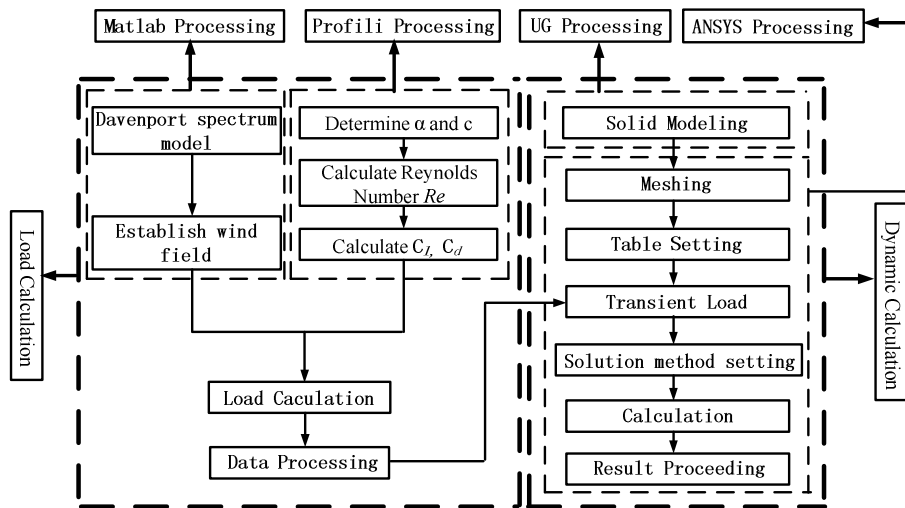 Matlab Processing
Profili Processing
UG Processing
ANSYS Processing
Davenport spectrum
model
Establish wind
field
Determine α and c
Calculate Reynolds
Number Re
Calculate Cl, Cd
Load Caculation
Data Processing
Load Calculation
Solid Modeling
Meshing
Table Setting
Transient Load
Solution method setting
Calculation
Result Proceeding
Dynamic Calculation